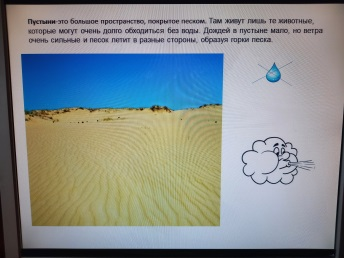 Пустыни-это большое пространство, покрытое песком. Там живут лишь те животные,
которые могут очень долго обходиться без воды. Дождей в пустыне мало, но ветра
очень сильные и песок летит в разные стороны, образуя горки песка.